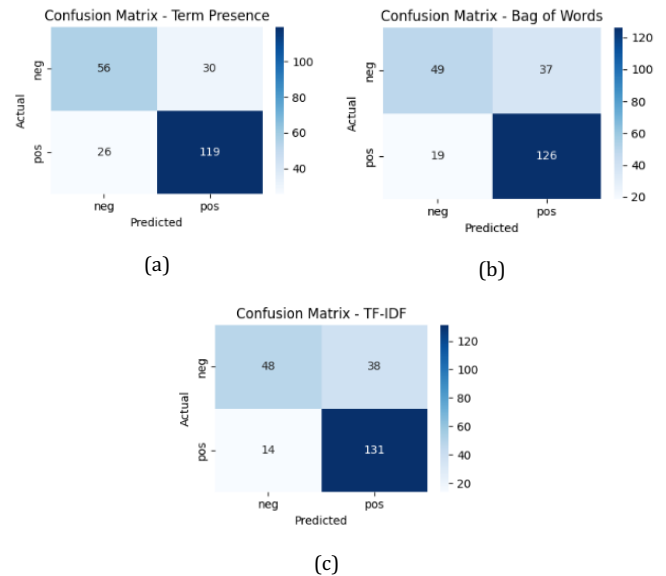 Confusion Matrix - Term Presence
neg
56
30
pos
26
119
Actual
neg
pos
Predicted
100
80
60
40
(a)
Confusion Matrix - Bag of Words
neg
49
37
pos
19
126
Actual
neg
pos
Predicted
120
100
80
60
40
20
(b)
Confusion Matrix - TF-IDF
neg
48
38
pos
14
131
Actual
neg
pos
Predicted
120
100
80
60
40
20
(c)